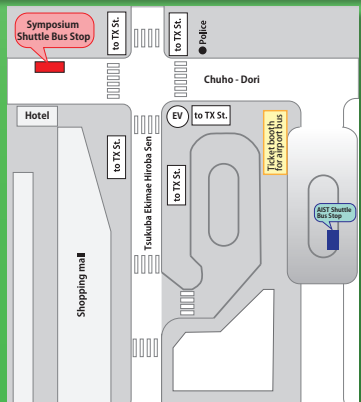 Symposium
Shuttle Bus Stop
to TX St.
to TX St.
Police
Chuho - Dori
Hotel
EV
to TX St.
to TX St.
to TX St.
Tsukuba Ekimae Hiroba Sen
Ticket booth
for airport bus
AIST Shuttle
Bus Stop
Shopping mall